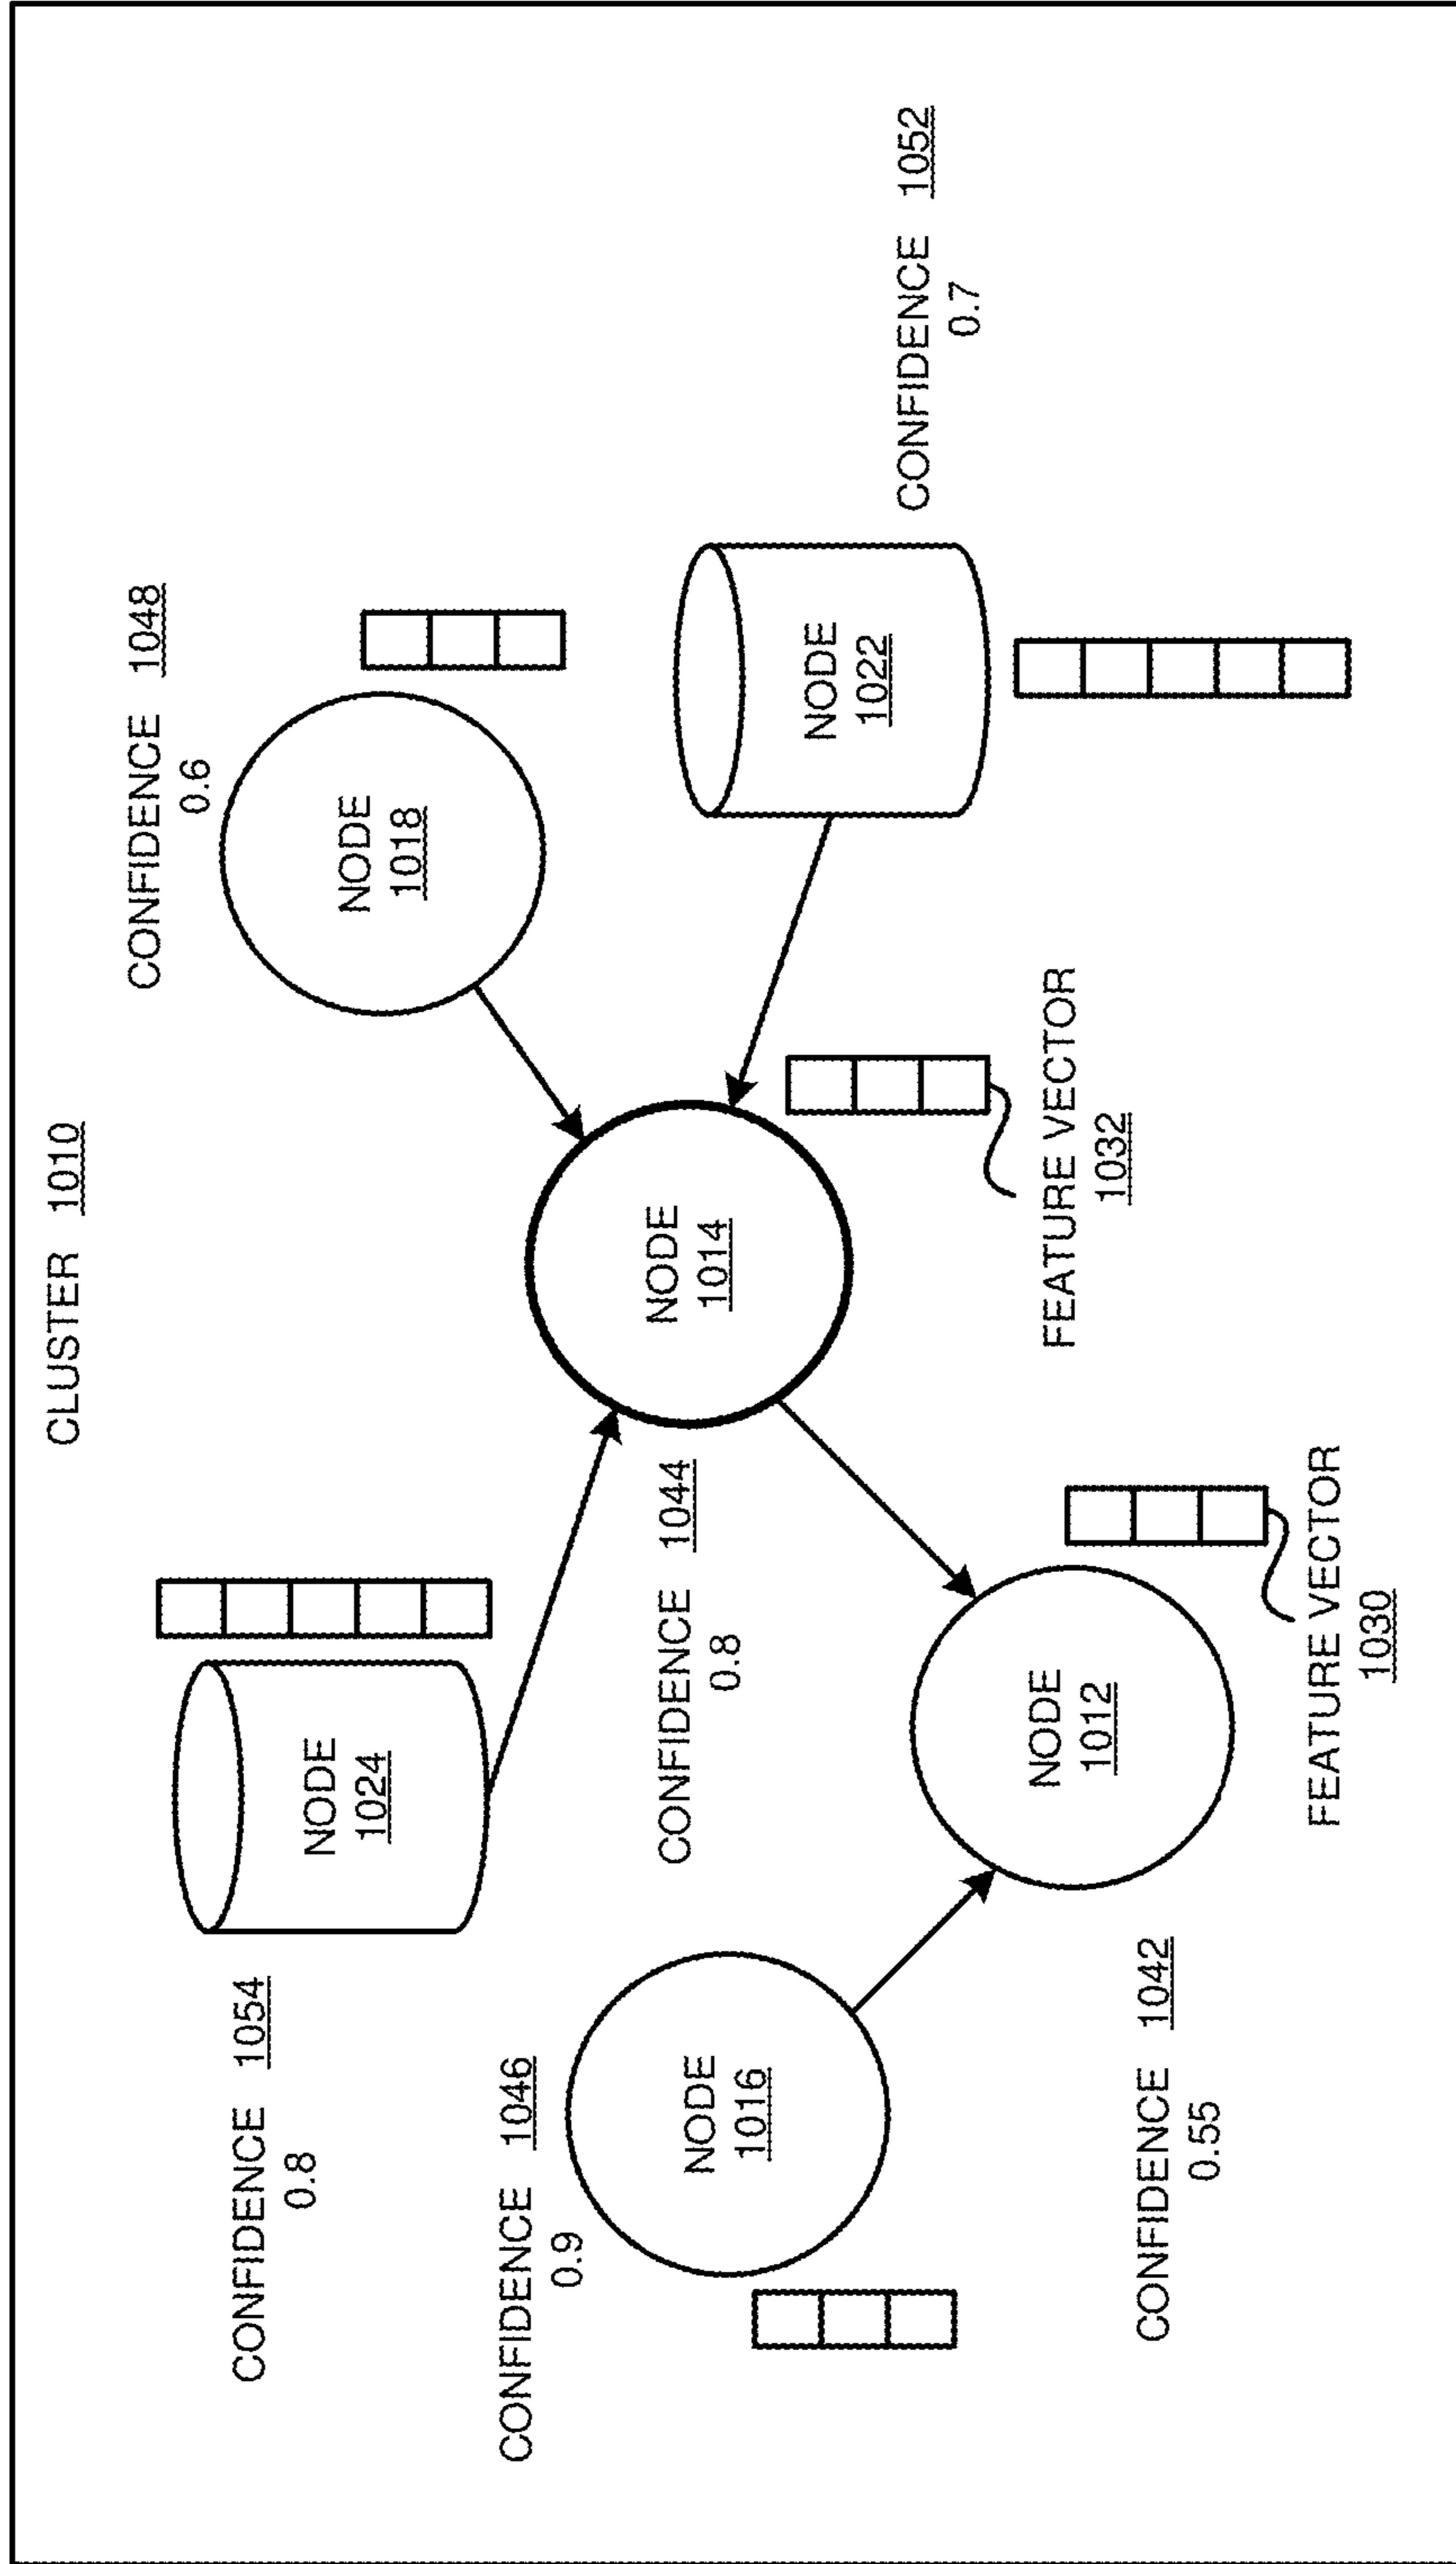 CLUSTER 1010
CONFIDENCE 1054
0.8
NODE
1024
CONFIDENCE 1048
0.6
NODE
1018
CONFIDENCE 1046
0.9
NODE
1016
CONFIDENCE 1044
0.8
NODE
1014
NODE
1022
CONFIDENCE 1052
0.7
FEATURE VECTOR
1032
NODE
1012
CONFIDENCE 1042
0.55
FEATURE VECTOR
1030